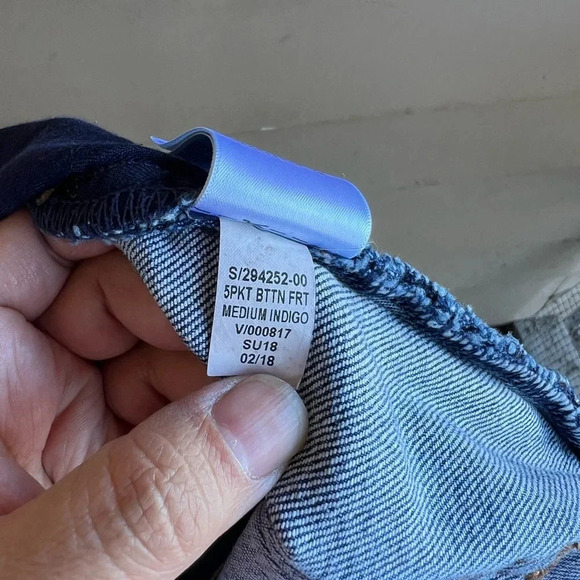 S/294252-00
5PKT BTTN FRT
MEDIUM INDIGO
V/000817
SU18
02/18